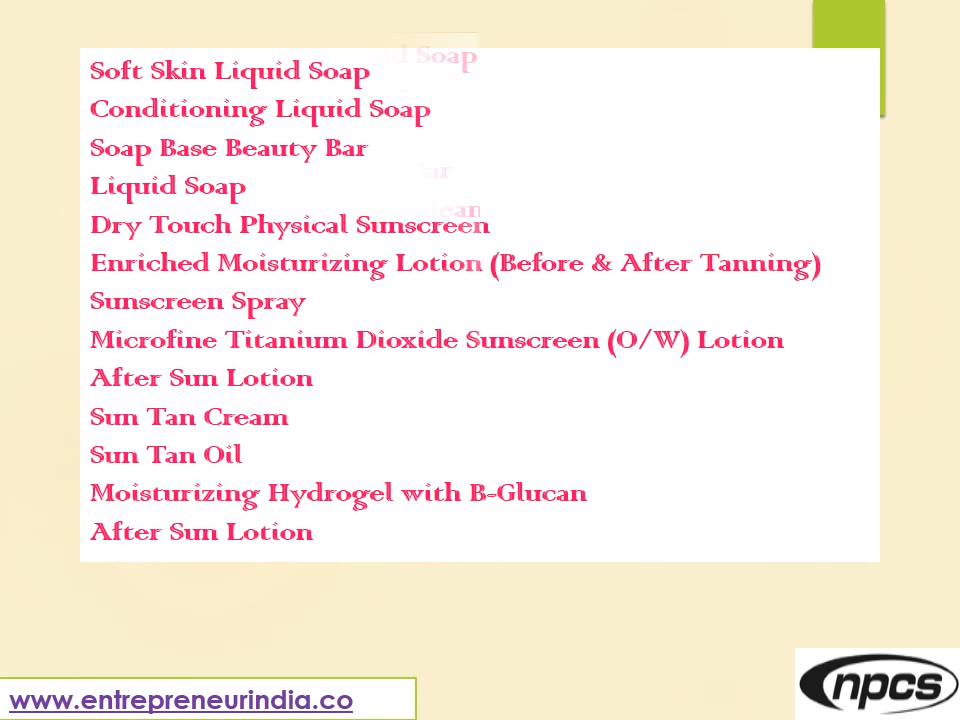 Soft Skin Liquid Soap
Conditioning Liquid Soap
Soap Base Beauty Bar
Liquid Soap
Dry Touch Physical Sunscreen
Enriched Moisturizing Lotion (Before & After Tanning)
Sunscreen Spray
Microfine Titanium Dioxide Sunscreen (O/W) Lotion
After Sun Lotion
Sun Tan Cream
Sun Tan Oil
Moisturizing Hydrogel with B-Glucan
After Sun Lotion
www.entrepreneurindia.co
npcs